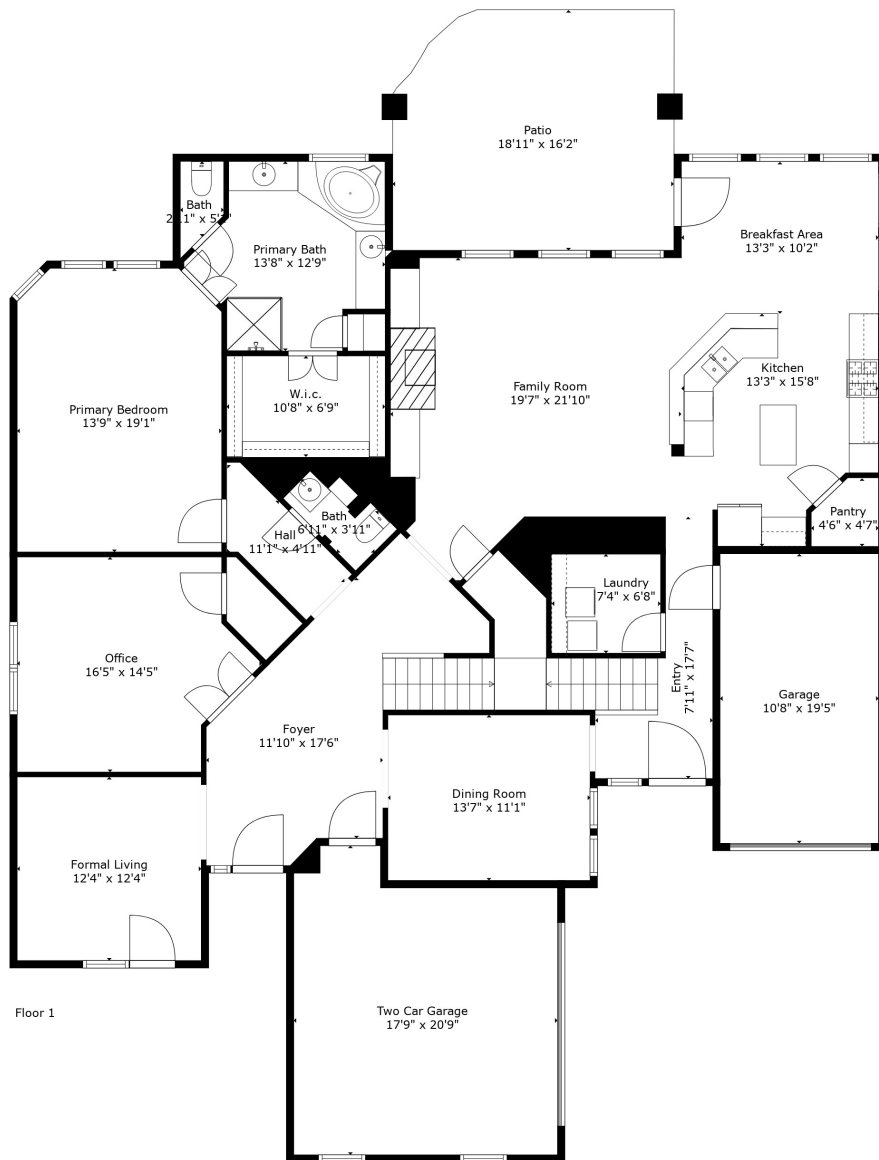 Patio
18'11" x 16'2"
Bath
Breakfast Area
13'3" x 10'2"
Primary Bath
13'8" x 12'9"
Kitchen
13'3" x 15'8"
Family Room
19'7" x 21'10"
W.i.c.
10'8" x 6'9"
Primary Bedroom
13'9" x 19'1"
Pantry
4'6" x 4'7"
Bath
6'11" x 3'11"
Hall
11'1" x 4'11"
Laundry
7'4" x 6'8"
Office
16'5" x 14'5"
Entry
7'11" x 17'7"
Garage
10'8" x 19'5"
Foyer
11'10" x 17'6"
Dining Room
13'7" x 11'1"
Formal Living
12'4" x 12'4"
Floor 1
Two Car Garage
17'9" x 20'9"